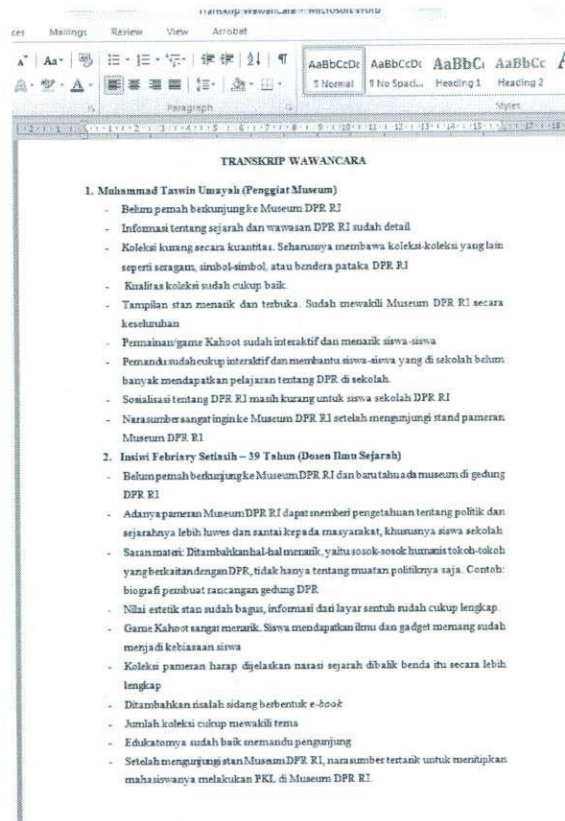 Transkrip Wawancara - Microsoft Word
Mailings Review View Acrobat
Aa
AaBbCcDc AaBbCcDc AaBbCc AaBbCc
¶ Normal ¶ No Spaci... Heading 1 Heading 2
Paragraph Styles
TRANSKRIP WAWANCARA
1. Muhammad Taswin Umayah (Penggiat Museum)
- Belum pernah berkunjung ke Museum DPR RI
- Informasi tentang sejarah dan wawasan DPR RI sudah detail
- Koleksi kurang secara kuantitas. Seharusnya membawa koleksi-koleksi yang lain
seperti seragam, simbol-simbol, atau bendera pataka DPR RI
- Kualitas koleksi sudah cukup baik.
- Tampilan stan menarik dan terbuka. Sudah mewakili Museum DPR RI secara
keseluruhan
- Permainan/game Kahoot sudah interaktif dan menarik siswa-siswa
- Pemandu sudah cukup interaktif dan membantu siswa-siswa yang di sekolah belum
banyak mendapatkan pelajaran tentang DPR di sekolah.
- Sosialisasi tentang DPR RI masih kurang untuk siswa sekolah DPR RI
- Narasumber sangat ingin ke Museum DPR RI setelah mengunjungi stand pameran
Museum DPR RI
2. Insiwi Febriary Setiasih – 39 Tahun (Dosen Ilmu Sejarah)
- Belum pernah berkunjung ke Museum DPR RI dan baru tahu ada museum di gedung
DPR RI
- Adanya pameran Museum DPR RI dapat memberi pengetahuan tentang politik dan
sejarahnya lebih luwes dan santai kepada masyarakat, khususnya siswa sekolah
- Saran materi: Ditambahkan hal-hal menarik, yaitu sosok-sosok humanis tokoh-tokoh
yang berkaitan dengan DPR, tidak hanya tentang muatan politiknya saja. Contoh:
biografi pembuat rancangan gedung DPR
- Nilai estetik stan sudah bagus, informasi dari layar sentuh sudah cukup lengkap.
- Game Kahoot sangat menarik. Siswa mendapatkan ilmu dan gadget memang sudah
menjadi kebiasaan siswa
- Koleksi pameran harap dijelaskan narasi sejarah dibalik benda itu secara lebih
lengkap
- Ditambahkan risalah sidang berbentuk e-book
- Jumlah koleksi cukup mewakili tema
- Edukatornya sudah baik memandu pengunjung
- Setelah mengunjungi stan Museum DPR RI, narasumber tertarik untuk menitipkan
mahasiswanya melakukan PKL di Museum DPR RI.